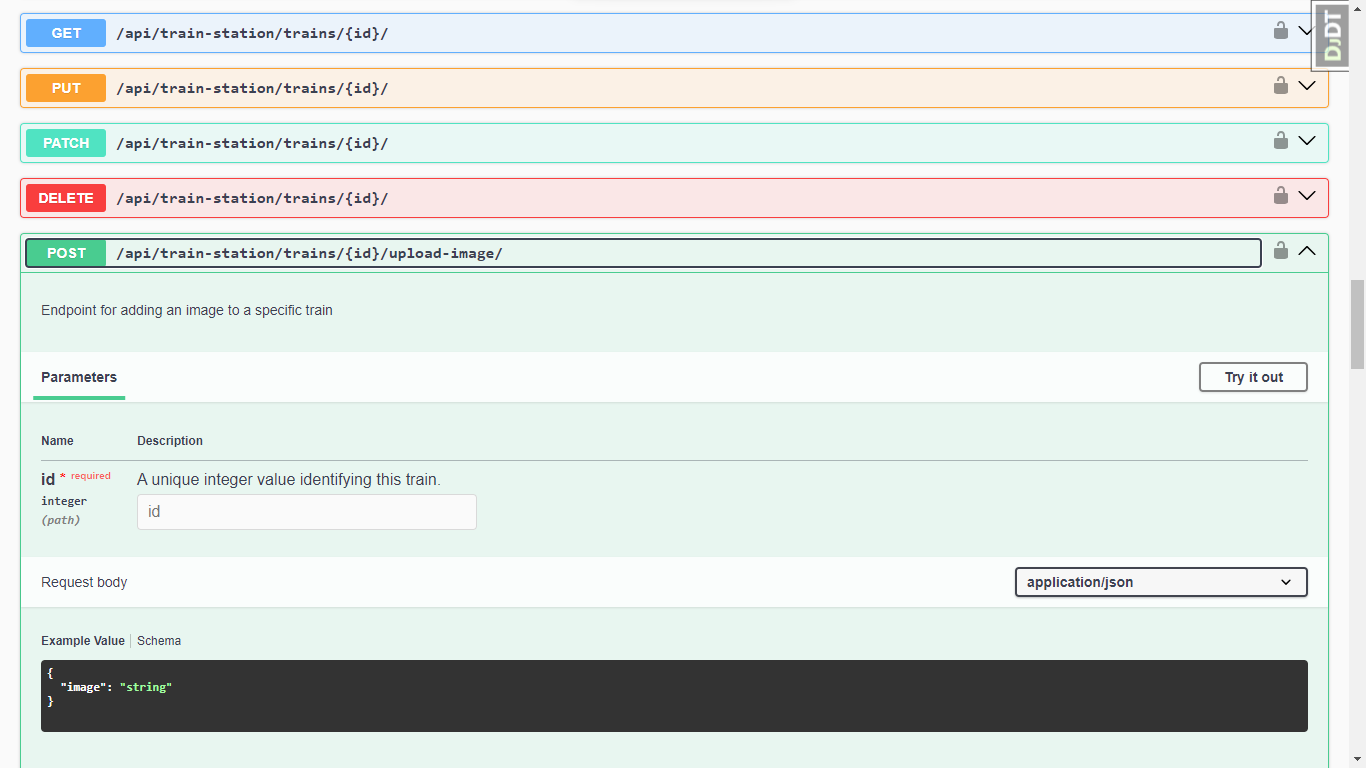 GET /api/train-station/trains/{id}/
DJDT
PUT /api/train-station/trains/{id}/
PATCH /api/train-station/trains/{id}/
DELETE /api/train-station/trains/{id}/
POST /api/train-station/trains/{id}/upload-image/
Endpoint for adding an image to a specific train
Parameters
Try it out
Name Description
id * required
A unique integer value identifying this train.
integer
(path)
id
Request body
application/json
Example Value Schema
{
"image": "string"
}